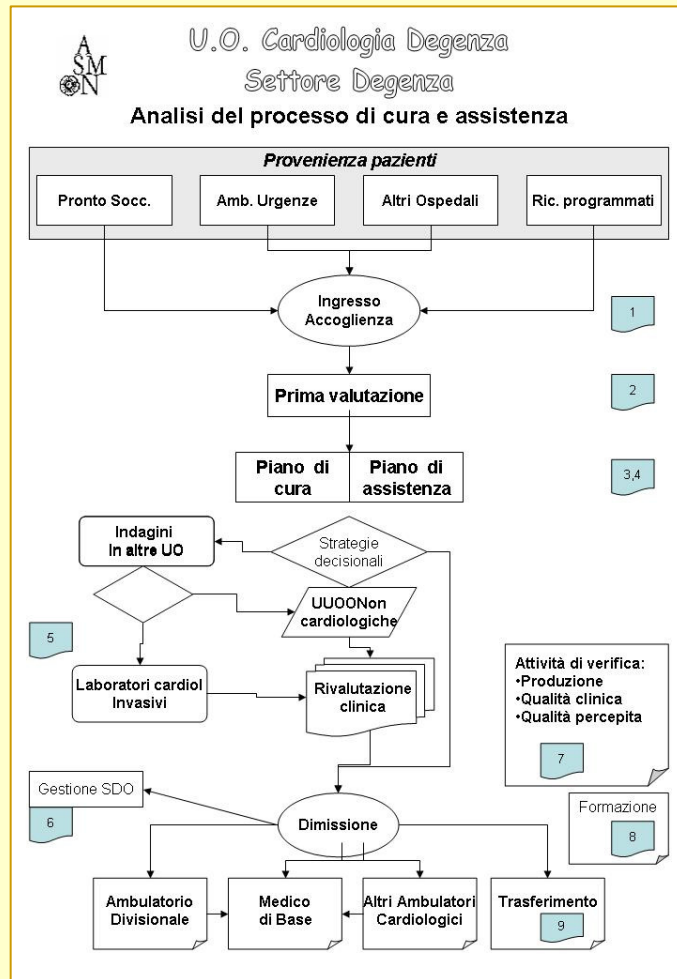 A
SM
N
U.O. Cardiologia Degenza
Settore Degenza
Analisi del processo di cura e assistenza
Provenienza pazienti
Pronto Socc.
Amb. Urgenze
Altri Ospedali
Ric. programmati
Ingresso
Accoglienza
1
Prima valutazione
2
Piano di
cura
Piano di
assistenza
3,4
Indagini
In altre UO
Strategie
decisionali
UUOONon
cardiologiche
5
Laboratori cardiol
Invasivi
Rivalutazione
clinica
Attività di verifica:
•Produzione
•Qualità clinica
•Qualità percepita
7
Gestione SDO
6
Dimissione
Formazione
8
Ambulatorio
Divisionale
Medico
di Base
Altri Ambulatori
Cardiologici
Trasferimento
9